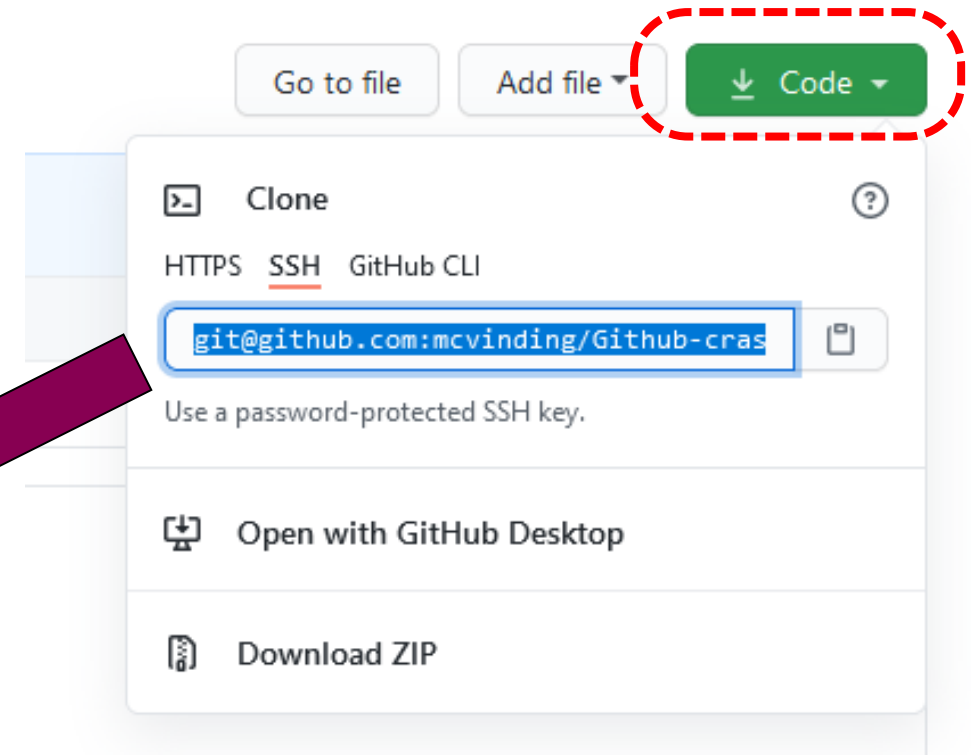 Go to file Add file Code
Clone
HTTPS SSH GitHub CLI
git@github.com:mcvinding/Github-cras
Use a password-protected SSH key.
Open with GitHub Desktop
Download ZIP